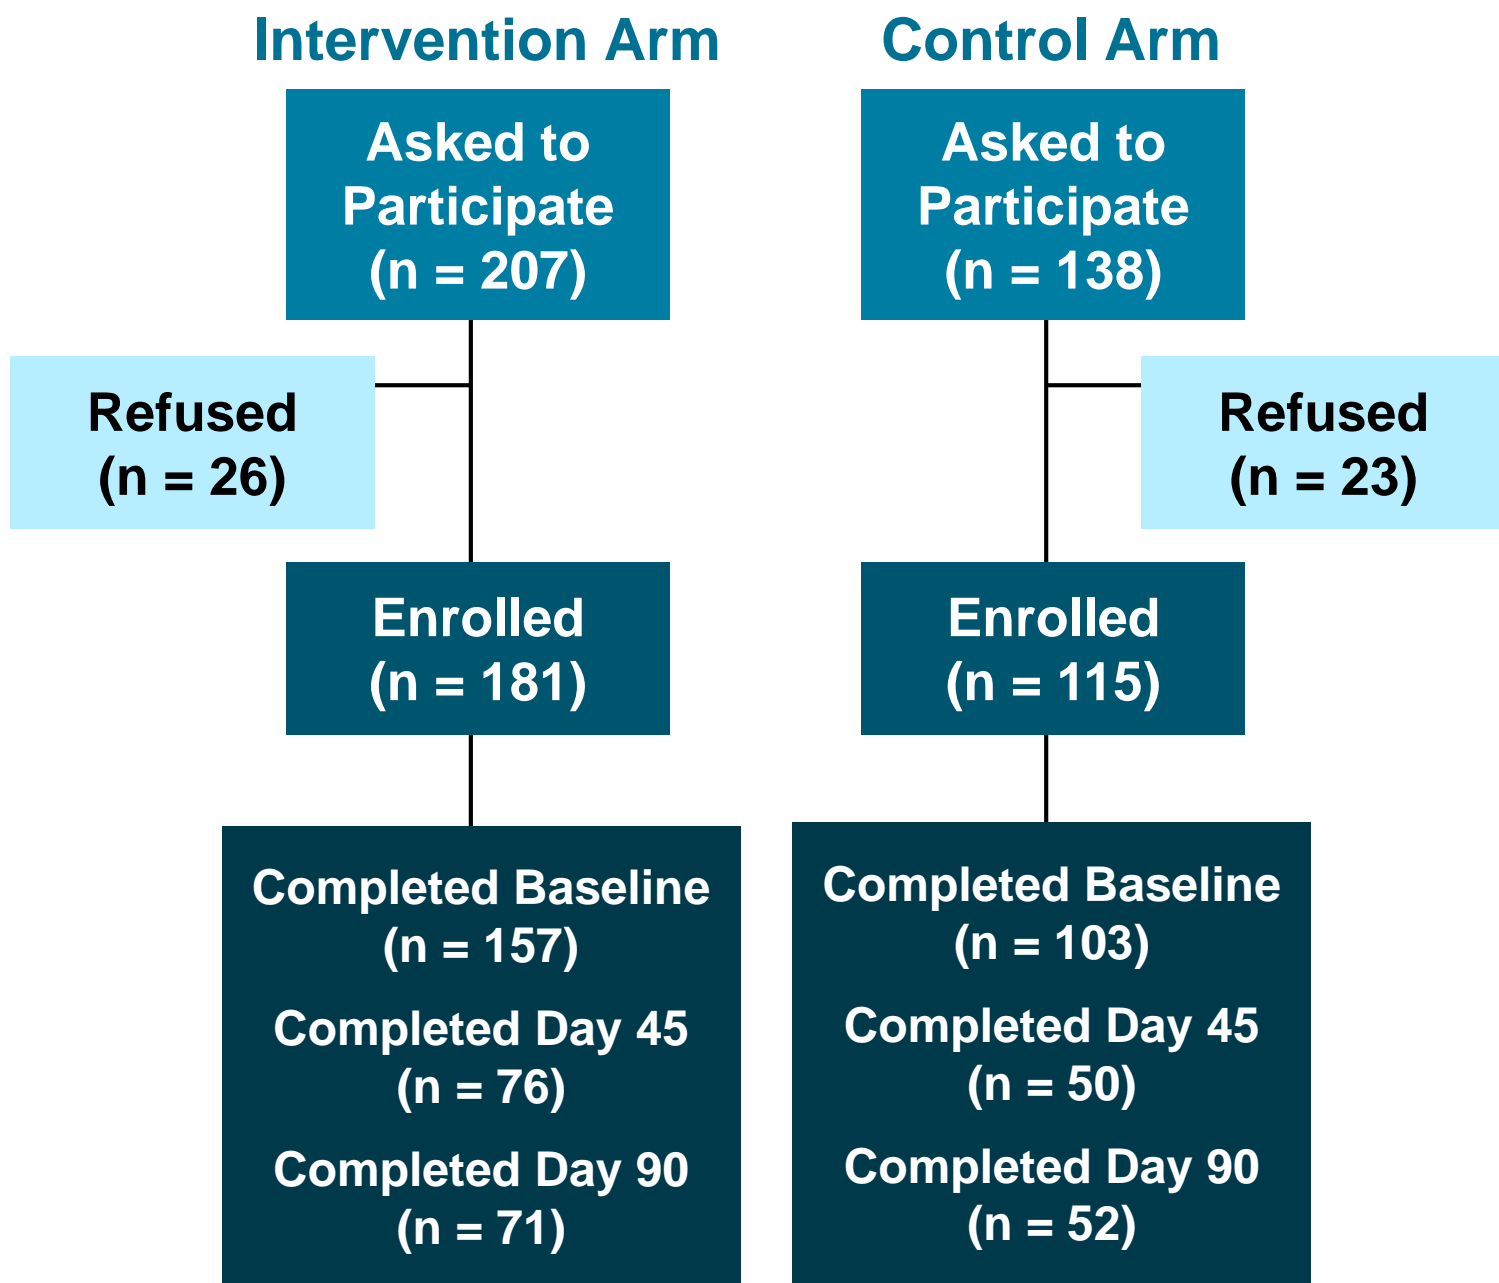 Intervention Arm
Asked to
Participate
(n = 207)
Refused
(n = 26)
Enrolled
(n = 181)
Completed Baseline
(n = 157)
Completed Day 45
(n = 76)
Completed Day 90
(n = 71)
Control Arm
Asked to
Participate
(n = 138)
Refused
(n = 23)
Enrolled
(n = 115)
Completed Baseline
(n = 103)
Completed Day 45
(n = 50)
Completed Day 90
(n = 52)